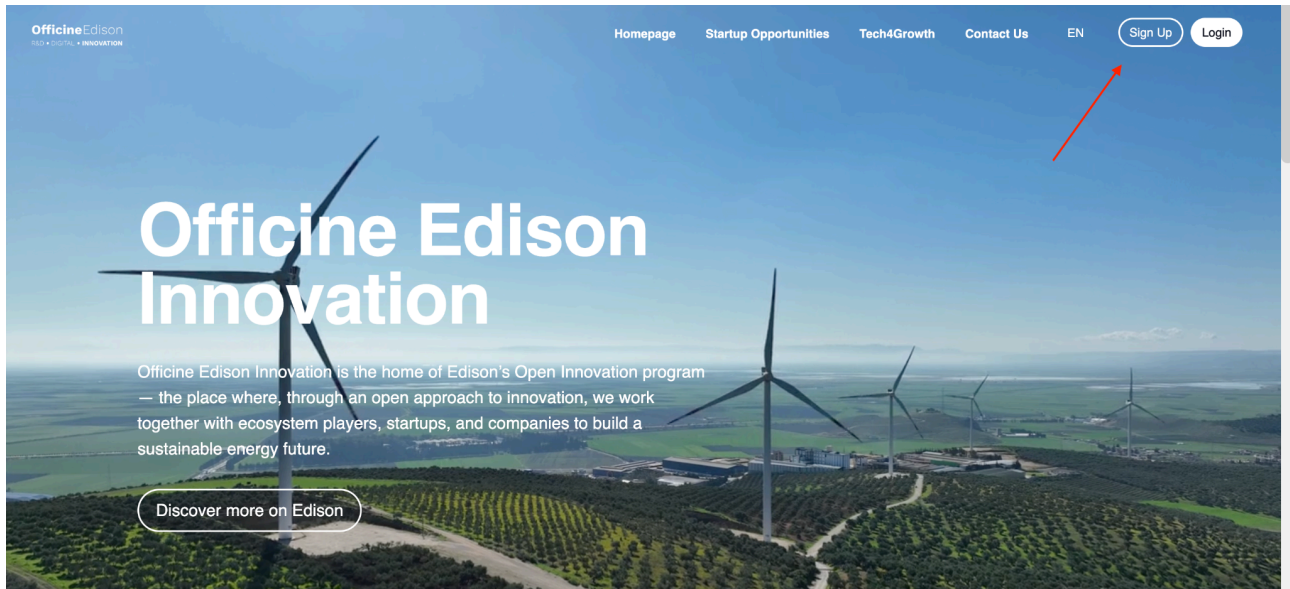 OfficineEdison
R&D • DIGITAL • INNOVATION
Homepage
Startup Opportunities
Tech4Growth
Contact Us
EN
Sign Up
Login
Officine Edison
Innovation
Officine Edison Innovation is the home of Edison's Open Innovation program
— the place where, through an open approach to innovation, we work
together with ecosystem players, startups, and companies to build a
sustainable energy future.
Discover more on Edison